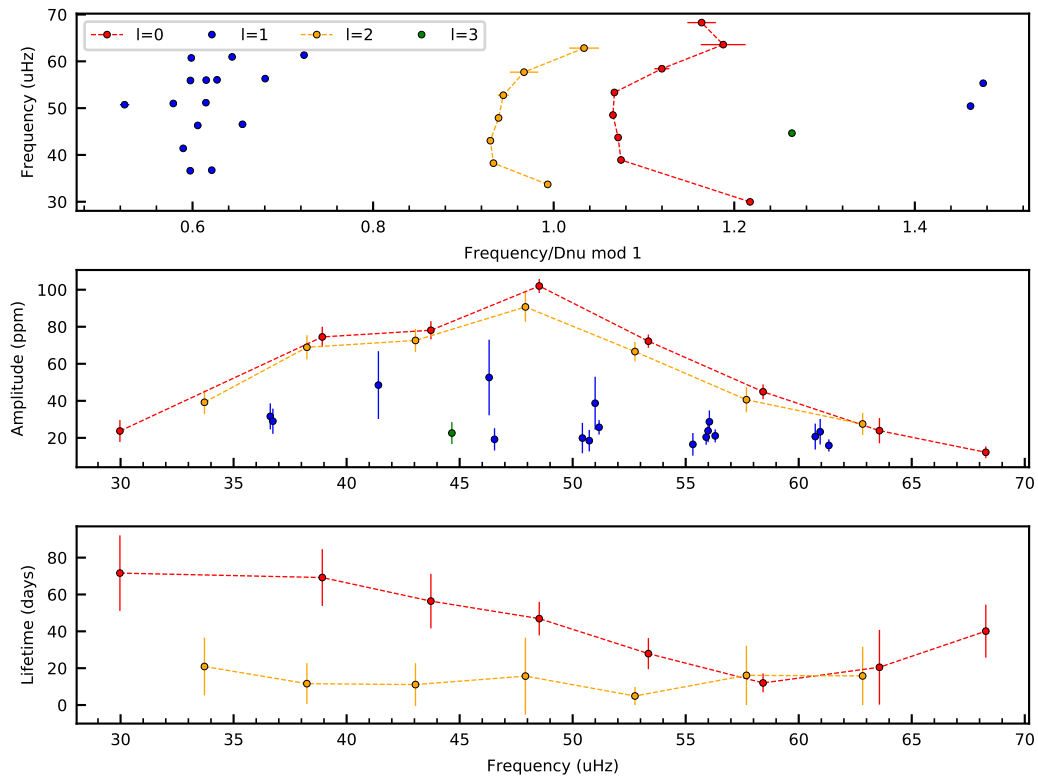 70
60
50
40
30
Frequency (uHz)
l=0 l=1 l=2 l=3
0.6 0.8 1.0 1.2 1.4
Frequency/Dnu mod 1
100
80
60
40
20
Amplitude (ppm)
30 35 40 45 50 55 60 65 70
80
60
40
20
0
Lifetime (days)
30 35 40 45 50 55 60 65 70
Frequency (uHz)